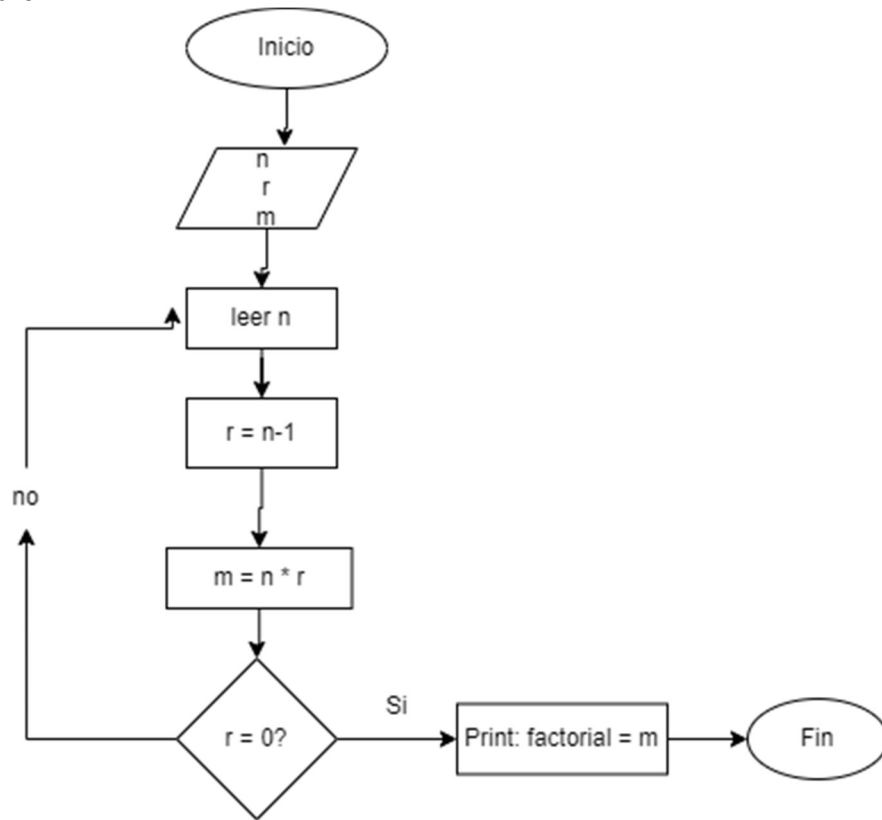 Inicio
n
r
m
leer n
r = n-1
no
m = n * r
r = 0?
Si
Print: factorial = m
Fin